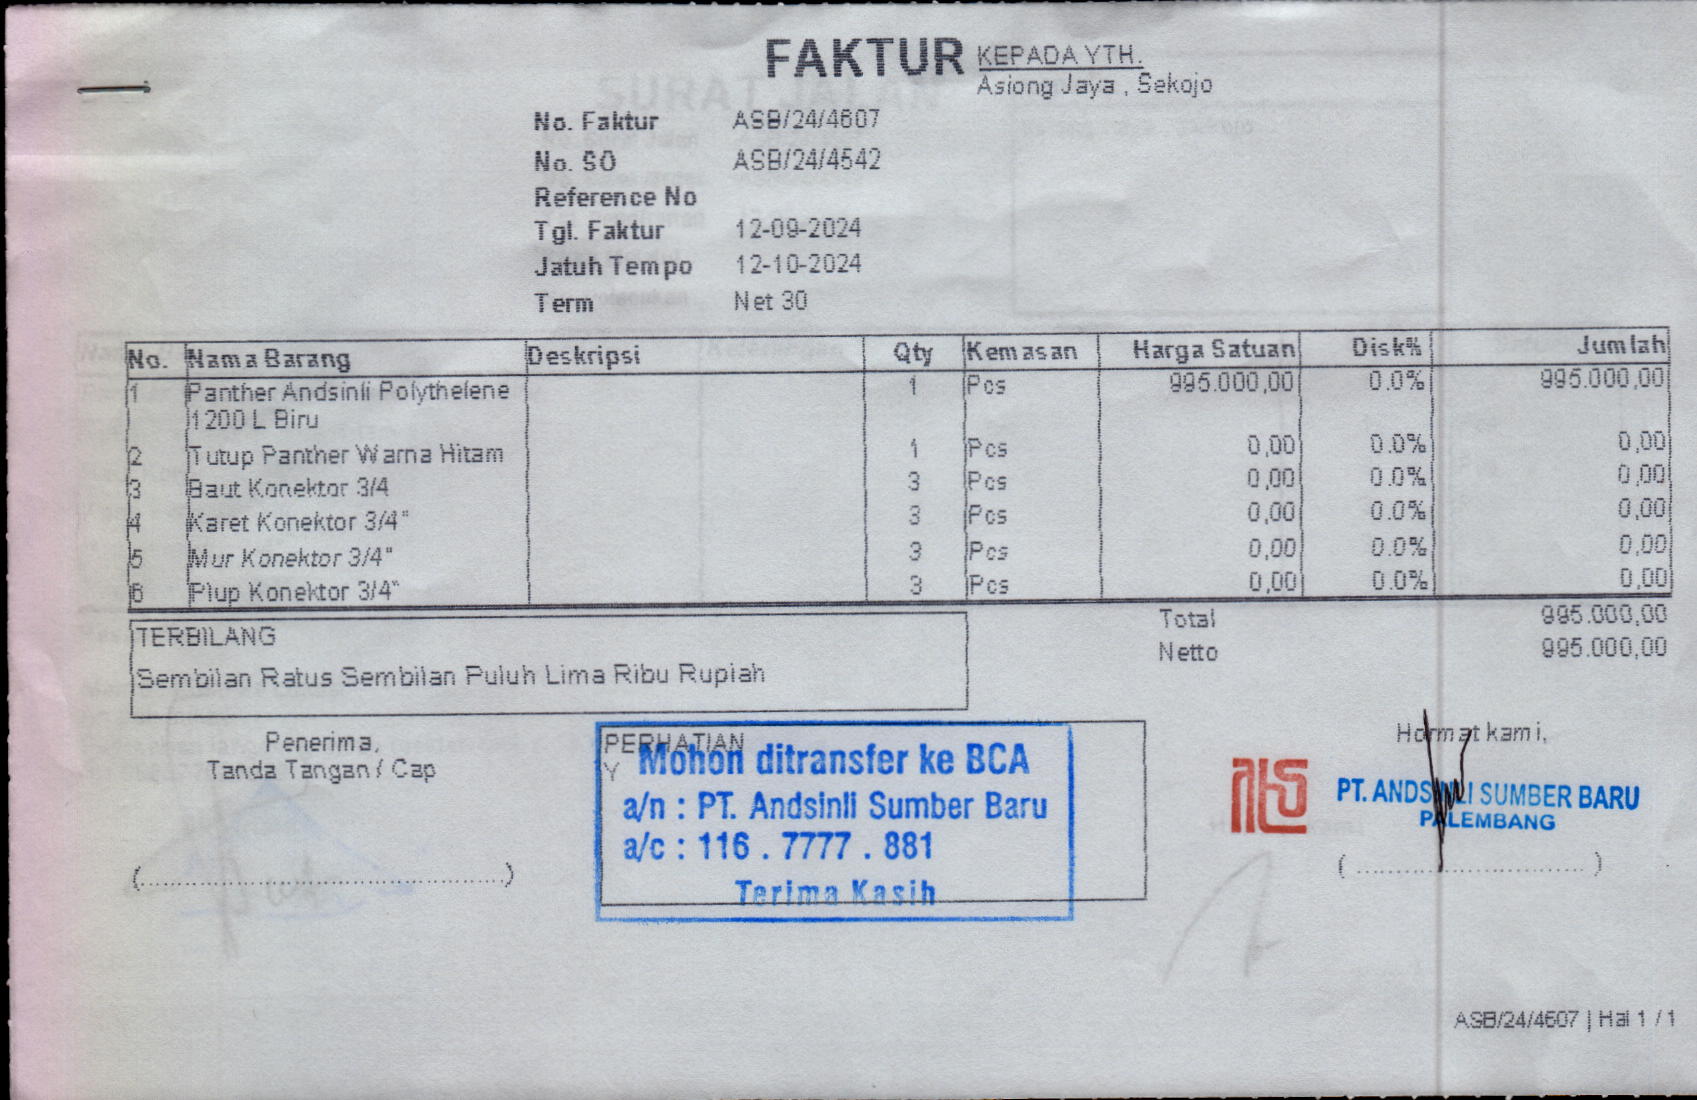 FAKTUR
KEPADA YTH.
Asiong Jaya , Sekojo
No. Faktur ASB/24/4607
No. SO ASB/24/4542
Reference No
Tgl. Faktur 12-09-2024
Jatuh Tempo 12-10-2024
Term Net 30
No. Nama Barang Deskripsi Qty Kemasan Harga Satuan Disk% Jumlah
1 Panther Andsinli Polythelene 1 Pcs 995.000,00 0.0% 995.000,00
1200 L Biru
2 Tutup Panther Warna Hitam 1 Pcs 0,00 0.0% 0,00
3 Baut Konektor 3/4 3 Pcs 0,00 0.0% 0,00
4 Karet Konektor 3/4" 3 Pcs 0,00 0.0% 0,00
5 Mur Konektor 3/4" 3 Pcs 0,00 0.0% 0,00
6 Plup Konektor 3/4" 3 Pcs 0,00 0.0% 0,00
Total 995.000,00
Netto 995.000,00
TERBILANG
Sembilan Ratus Sembilan Puluh Lima Ribu Rupiah
Penerima,
Tanda Tangan / Cap
(..............................................)
PERHATIAN
Y
Mohon ditransfer ke BCA
a/n : PT. Andsinli Sumber Baru
a/c : 116 . 7777 . 881
Terima Kasih
Hormat kami,
PT. ANDSINLI SUMBER BARU
PALEMBANG
( ............................. )
ASB/24/4607 | Hal 1 / 1